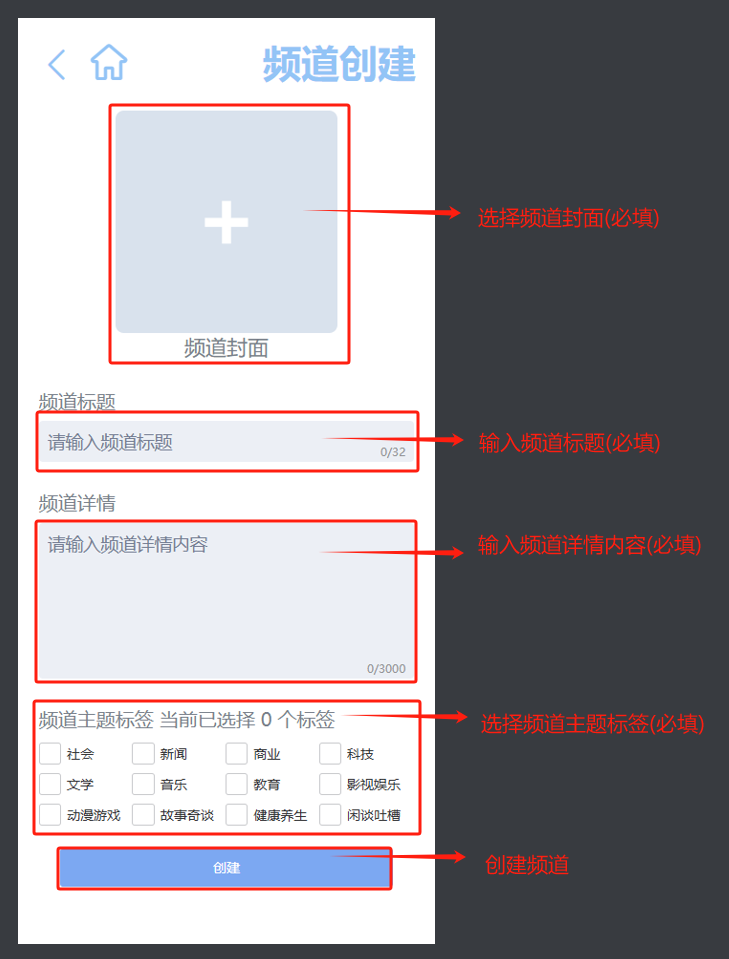 频道创建
选择频道封面(必填)
频道封面
频道标题
请输入频道标题
0/32
输入频道标题(必填)
频道详情
请输入频道详情内容
输入频道详情内容(必填)
0/3000
频道主题标签 当前已选择 0 个标签
选择频道主题标签(必填)
社会 新闻 商业 科技
文学 音乐 教育 影视娱乐
动漫游戏 故事奇谈 健康养生 闲谈吐槽
创建
创建频道